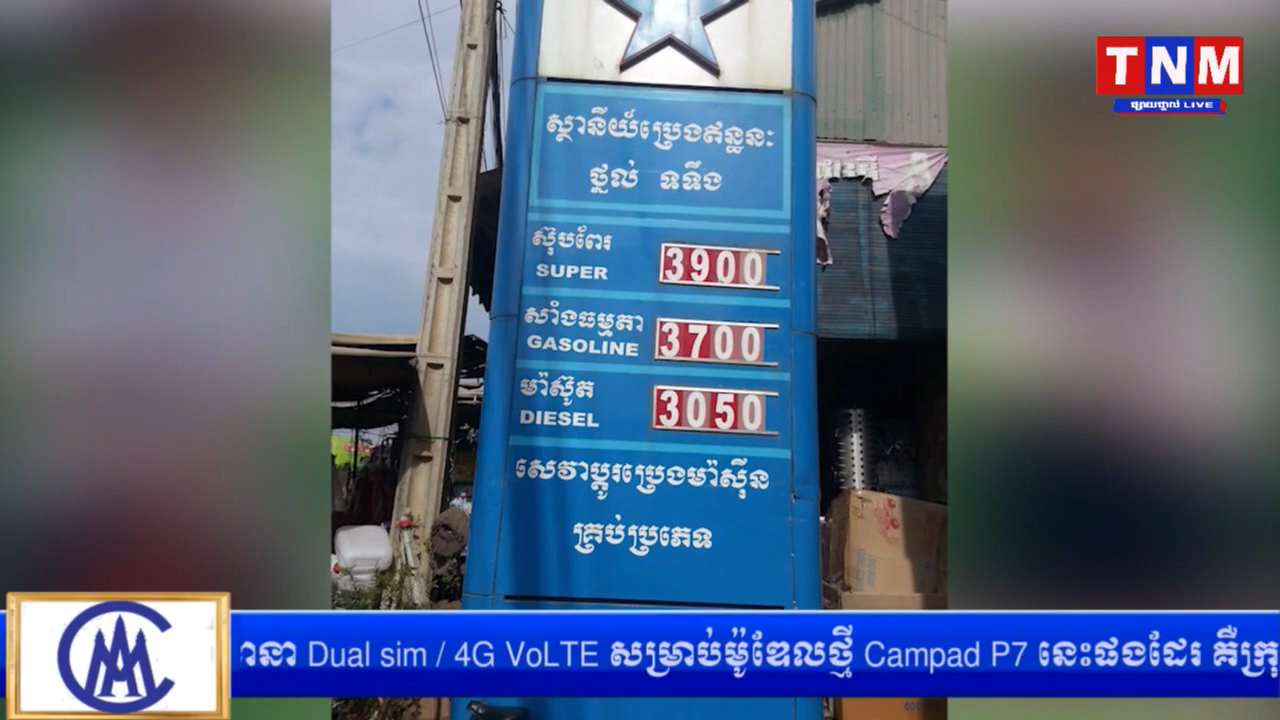 TNM
ផ្សាយផ្ទាល់ LIVE
ស្ថានីយ៍ប្រេងឥន្ធនៈ
ថ្នល់ ទទឹង
ស៊ុបពែរ
SUPER
3900
សាំងធម្មតា
GASOLINE
3700
ម៉ាស៊ូត
DIESEL
3050
សេវាប្ដូរប្រេងម៉ាស៊ីន
គ្រប់ប្រភេទ
Dual sim / 4G VoLTE សម្រាប់ម៉ូឌែលថ្មី Campad P7 នេះផងដែរ គឺក្រុ